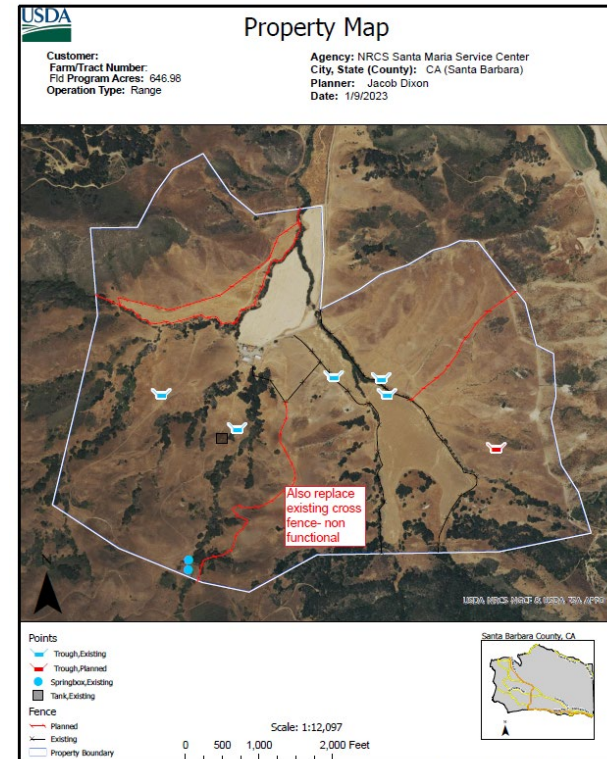 USDA
Property Map
Customer:
Farm/Tract Number:
Fld Program Acres: 646.98
Operation Type: Range
Agency: NRCS Santa Maria Service Center
City, State (County): CA (Santa Barbara)
Planner: Jacob Dixon
Date: 1/9/2023
Also replace
existing cross
fence- non
functional
N
USDA NRCS NGCE & USDA FSA APFO
Points
Trough,Existing
Trough,Planned
Springbox,Existing
Tank,Existing
Fence
Planned
Existing
Property Boundary
Scale: 1:12,097
0 500 1,000 2,000 Feet
Santa Barbara County, CA